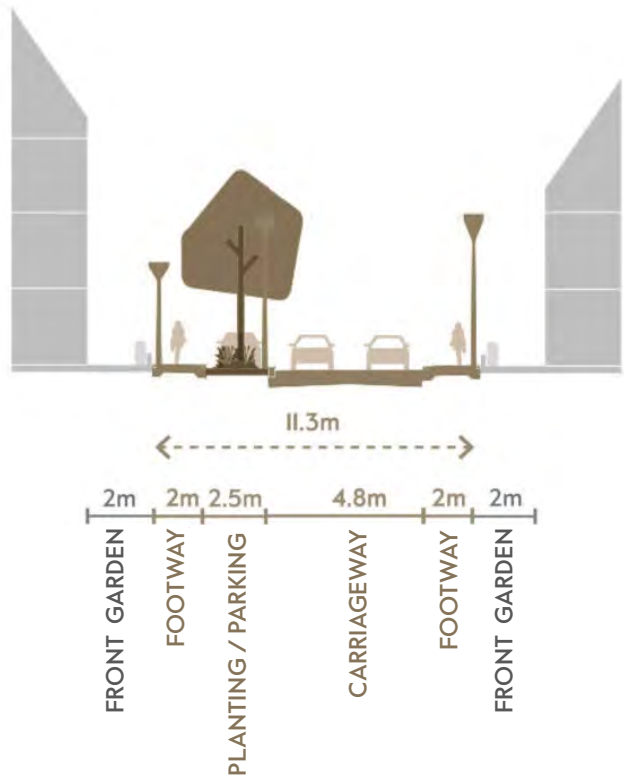 11.3m
2m 2m 2.5m 4.8m 2m 2m
FRONT GARDEN
FOOTWAY
PLANTING / PARKING
CARRIAGEWAY
FOOTWAY
FRONT GARDEN